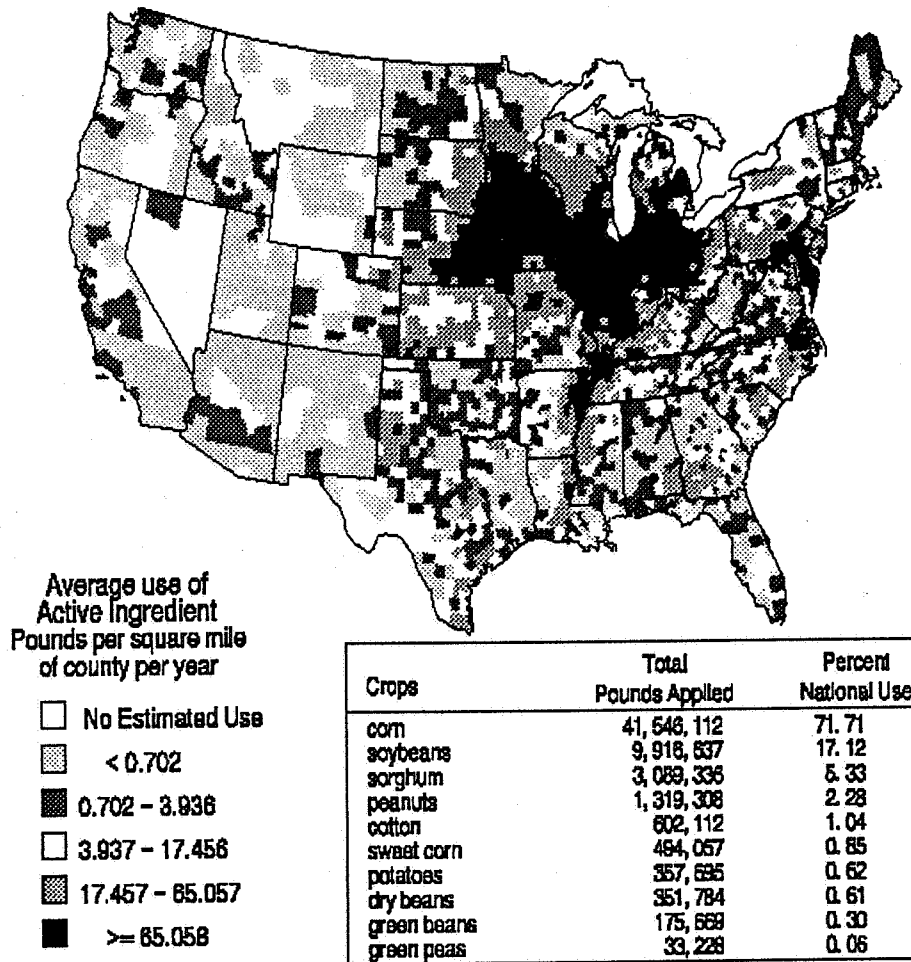 Average use of
Active Ingredient
Pounds per square mile
of county per year
No Estimated Use
< 0.702
0.702 - 3.936
3.937 - 17.456
17.457 - 65.057
>= 65.058
Crops Total Pounds Applied Percent National Use
corn 41,546,112 71.71
soybeans 9,916,637 17.12
sorghum 3,089,336 5.33
peanuts 1,319,308 2.28
cotton 602,112 1.04
sweet corn 494,057 0.85
potatoes 357,695 0.62
dry beans 351,784 0.61
green beans 175,669 0.30
green peas 33,228 0.06